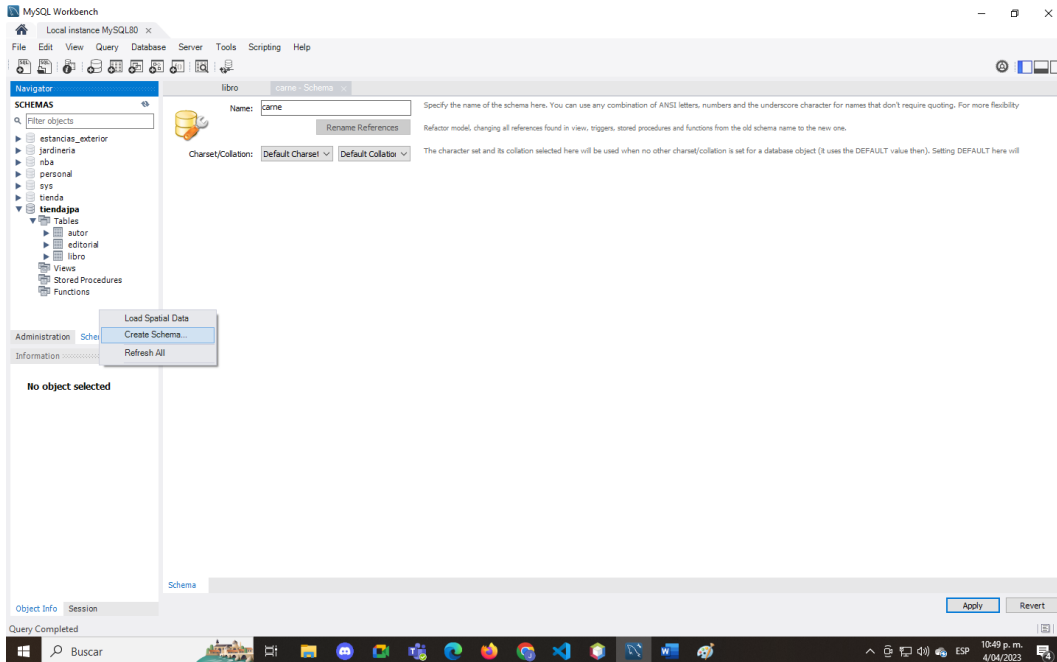 MySQL Workbench
Local instance MySQL80 ×
File Edit View Query Database Server Tools Scripting Help
Navigator
SCHEMAS
Filter objects
estancias_exterior
jardineria
nba
personal
sys
tienda
tiendajpa
Tables
autor
editorial
libro
Views
Stored Procedures
Functions
Load Spatial Data
Create Schema...
Refresh All
Administration Schem
Information
No object selected
Object Info Session
libro carne - Schema ×
Name: carne
Specify the name of the schema here. You can use any combination of ANSI letters, numbers and the underscore character for names that don't require quoting. For more flexibility
Rename References
Refactor model, changing all references found in view, triggers, stored procedures and functions from the old schema name to the new one.
Charset/Collation: Default Charset Default Collation
The character set and its collation selected here will be used when no other charset/collation is set for a database object (it uses the DEFAULT value then). Setting DEFAULT here will
Schema
Apply Revert
Query Completed
Buscar
ESP
10:49 p. m.
4/04/2023